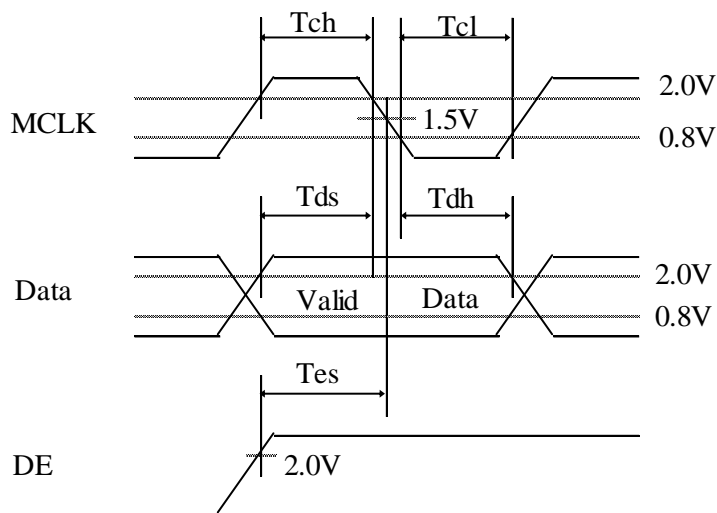 Tch Tcl
2.0V
MCLK 1.5V
0.8V
Tds Tdh
2.0V
Data Valid Data
0.8V
Tes
DE 2.0V